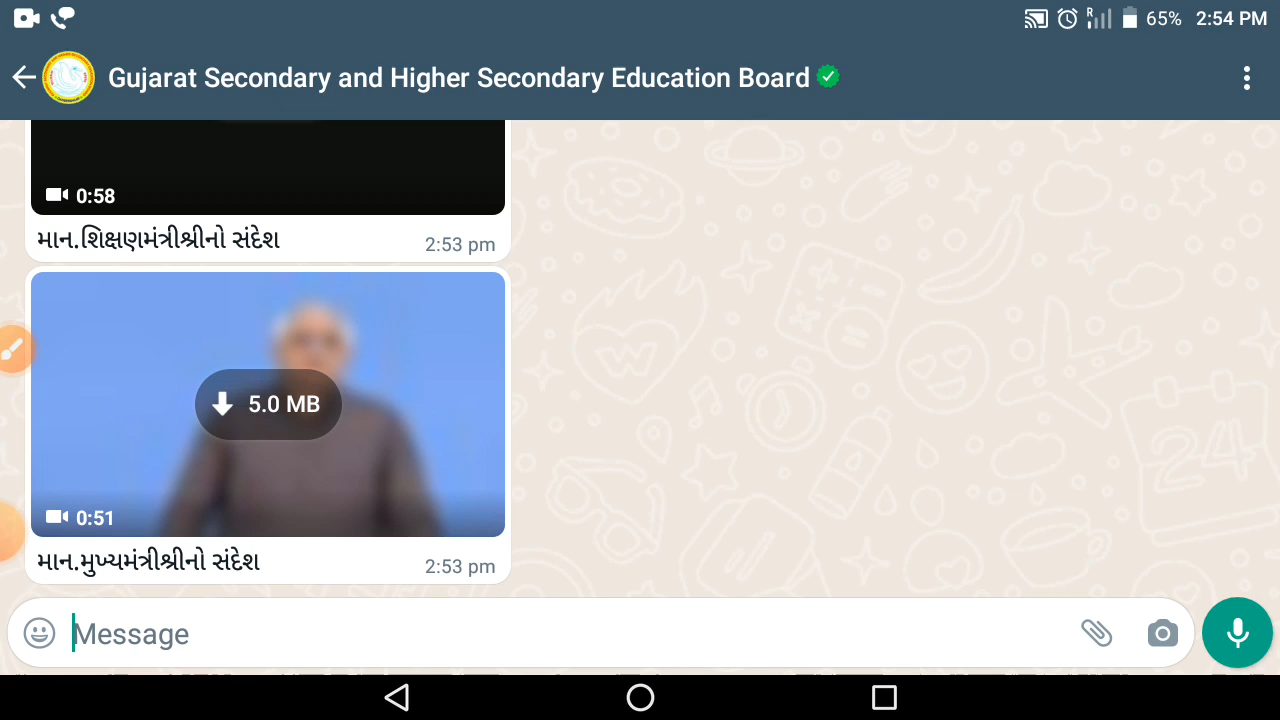 65% 2:54 PM
Gujarat Secondary and Higher Secondary Education Board
0:58
માન.શિક્ષણમંત્રીશ્રીનો સંદેશ
2:53 pm
5.0 MB
0:51
માન.મુખ્યમંત્રીશ્રીનો સંદેશ
2:53 pm
Message